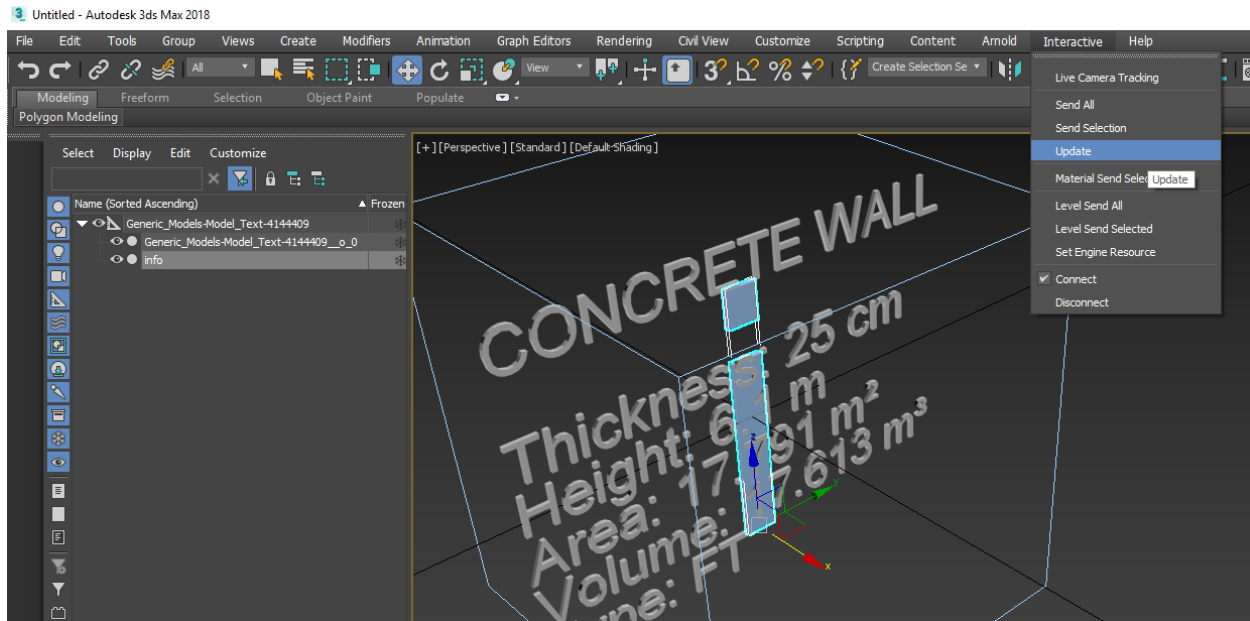 Untitled - Autodesk 3ds Max 2018
File Edit Tools Group Views Create Modifiers Animation Graph Editors Rendering Civil View Customize Scripting Content Arnold Interactive Help
All View Create Selection Se
Modeling Freeform Selection Object Paint Populate
Polygon Modeling
Select Display Edit Customize
Name (Sorted Ascending) Frozen
Generic_Models-Model_Text-4144409
Generic_Models-Model_Text-4144409__o_0
info
[+] [Perspective] [Standard] [Default Shading]
CONCRETE WALL
Thickness: 25 cm
Height: m
Area: m²
Volume: .613 m³
FT
z
y
x
Live Camera Tracking
Send All
Send Selection
Update
Material Send Update
Level Send All
Level Send Selected
Set Engine Resource
Connect
Disconnect